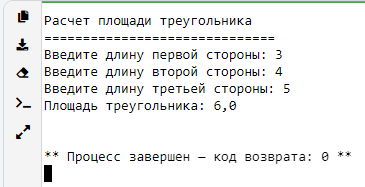 Расчет площади треугольника
==============================
Введите длину первой стороны: 3
Введите длину второй стороны: 4
Введите длину третьей стороны: 5
Площадь треугольника: 6,0
** Процесс завершен – код возврата: 0 **